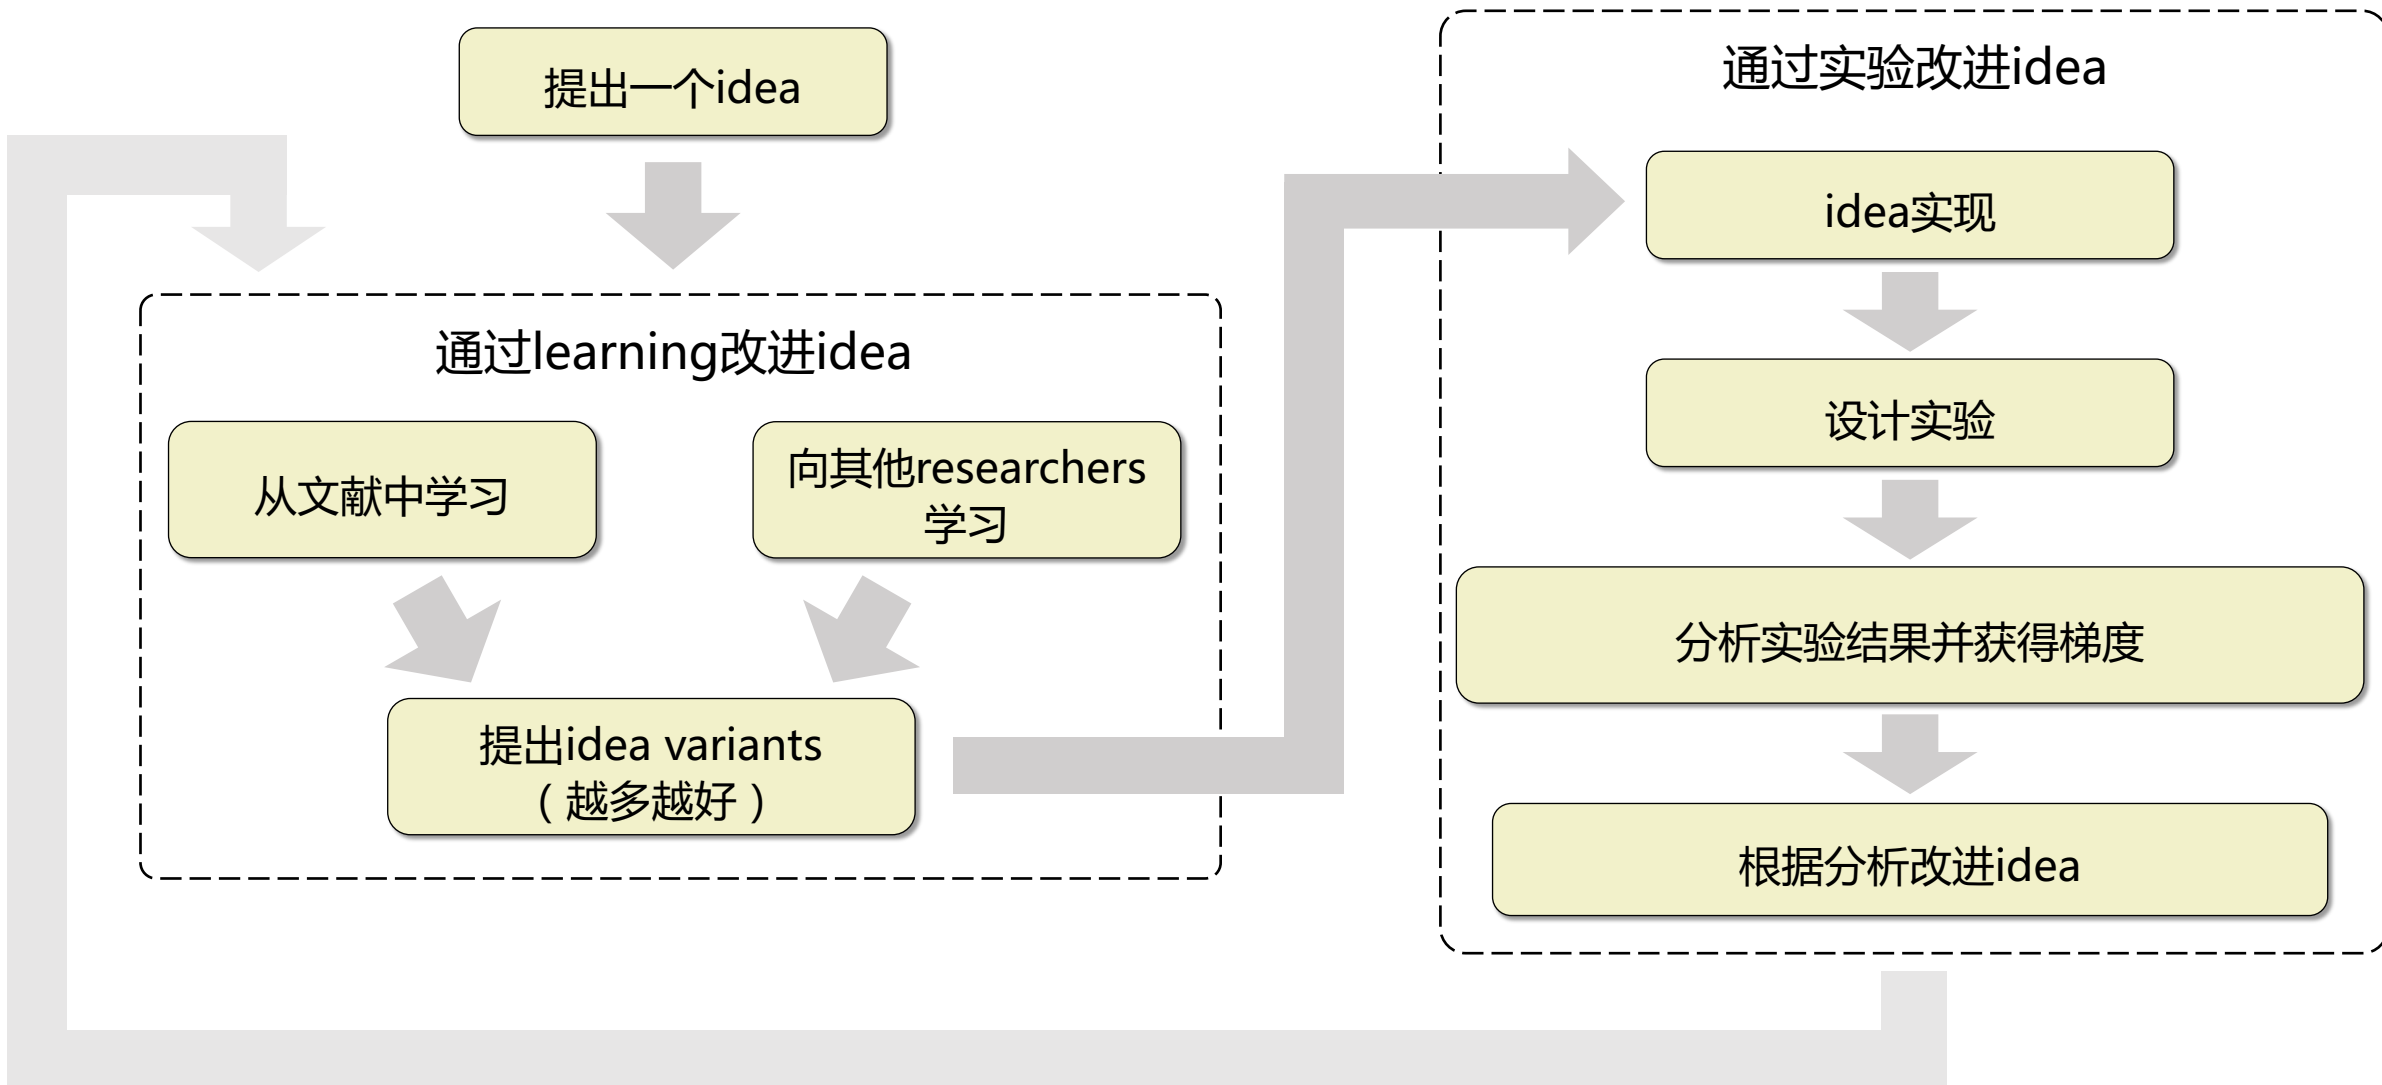 提出一个idea
通过learning改进idea
从文献中学习
向其他researchers
学习
提出idea variants
（越多越好）
通过实验改进idea
idea实现
设计实验
分析实验结果并获得梯度
根据分析改进idea